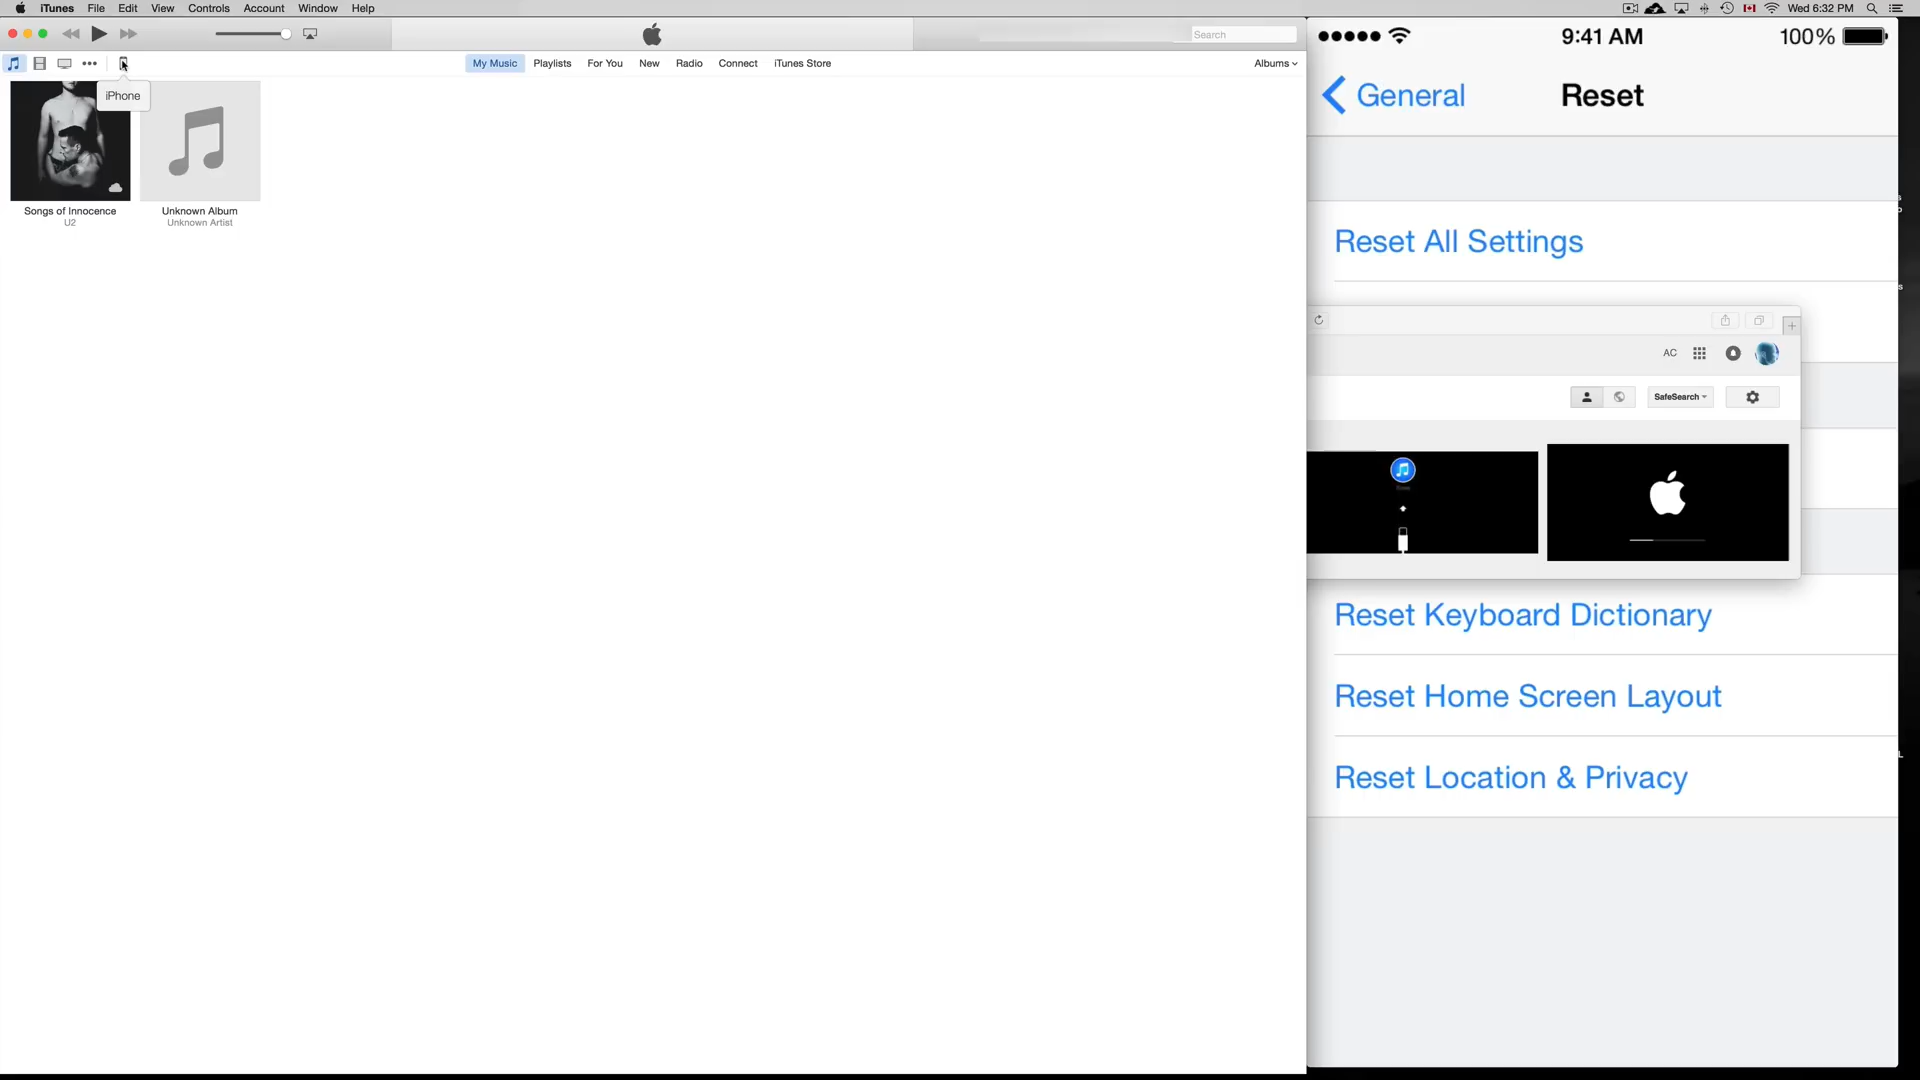 iTunes File Edit View Controls Account Window Help
Wed 6:32 PM
Search
My Music Playlists For You New Radio Connect iTunes Store
Albums
iPhone
Songs of Innocence
U2
Unknown Album
Unknown Artist
9:41 AM
100%
General
Reset
Reset All Settings
AC
SafeSearch
Reset Keyboard Dictionary
Reset Home Screen Layout
Reset Location & Privacy